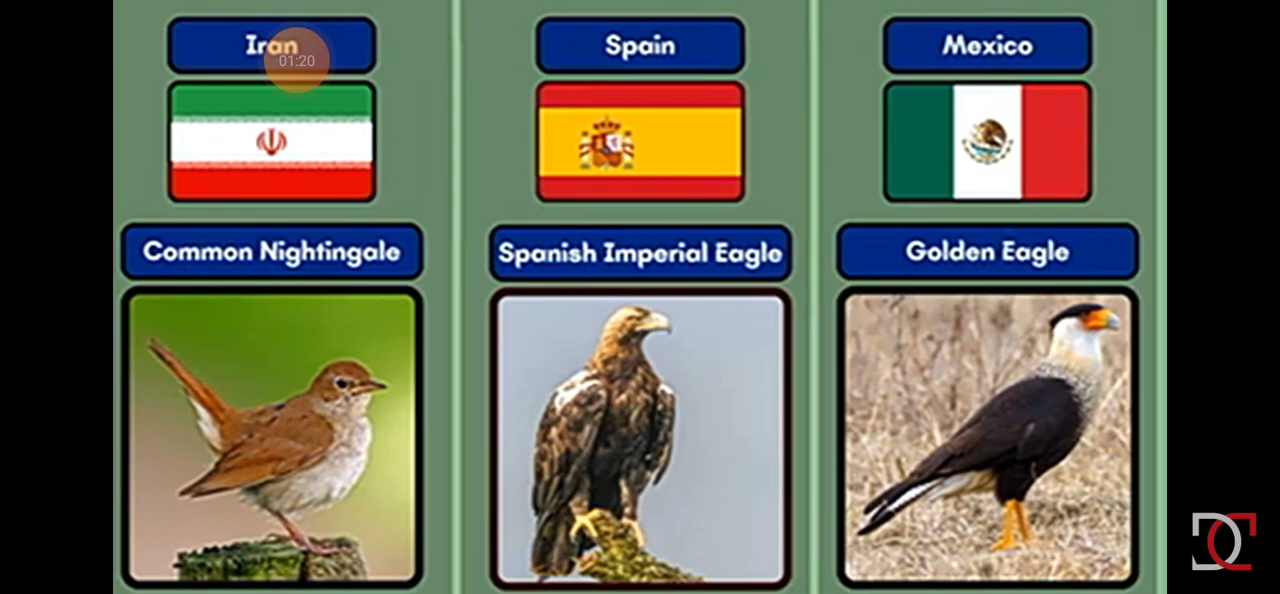 Iran
01:20
Spain
Mexico
Common Nightingale
Spanish Imperial Eagle
Golden Eagle